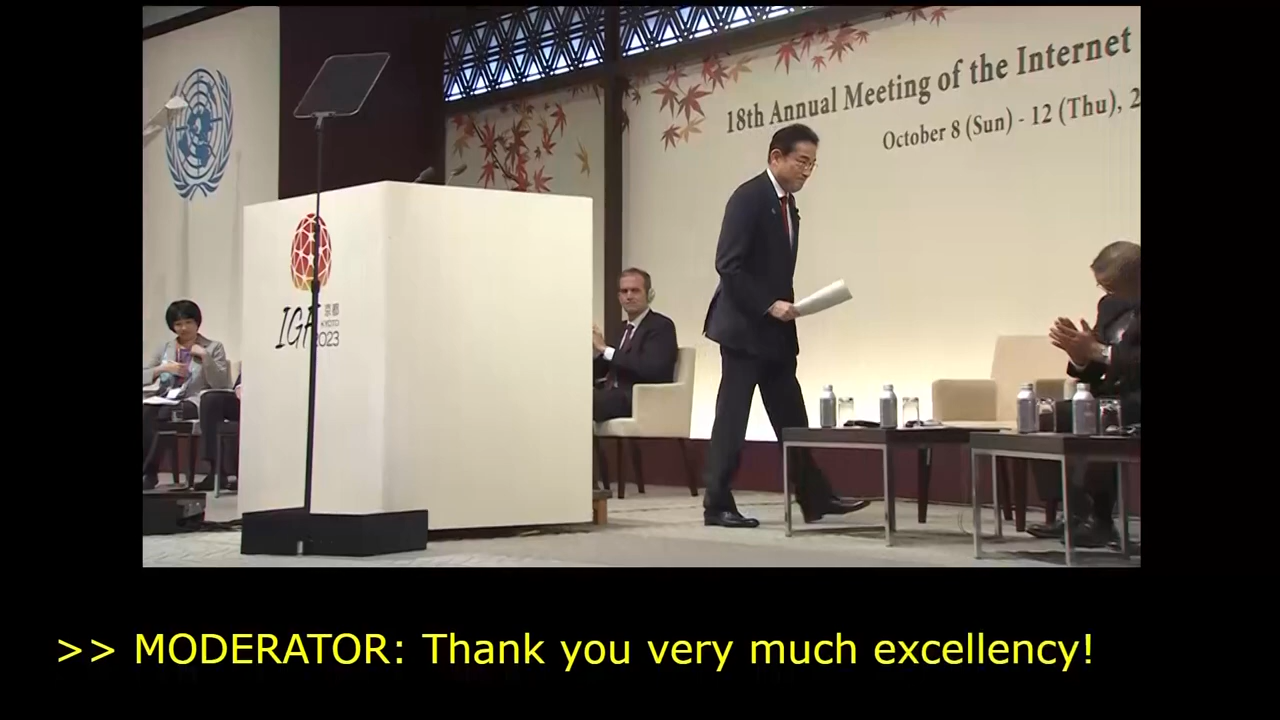 18th Annual Meeting of the Internet
October 8 (Sun) - 12 (Thu), 2
IGF 京都
KYOTO
2023
>> MODERATOR: Thank you very much excellency!